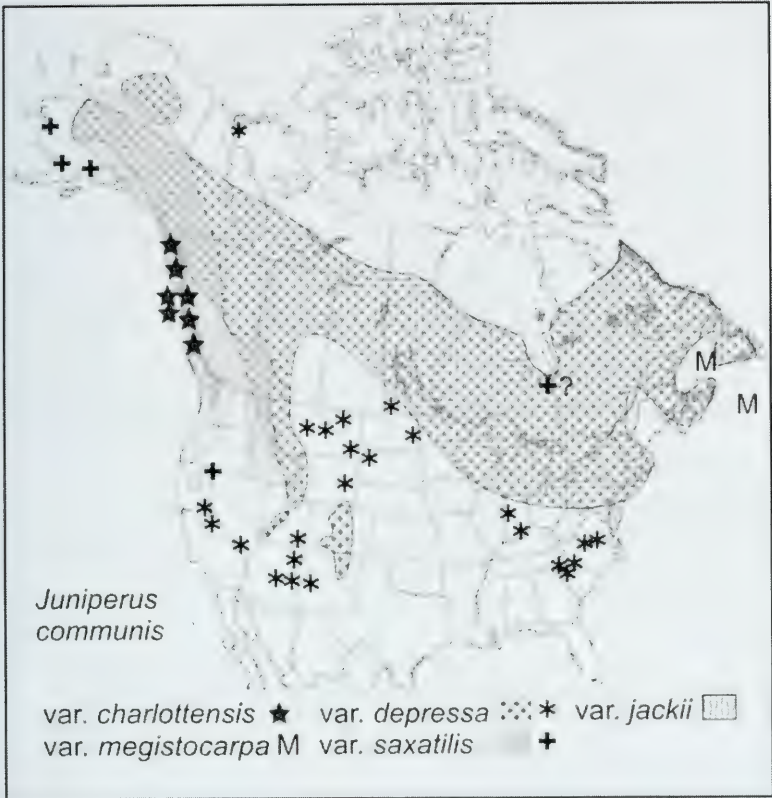 M
?
M
Juniperus
communis
var. charlottensis ★ var. depressa * var. jackii
var. megistocarpa M var. saxatilis +